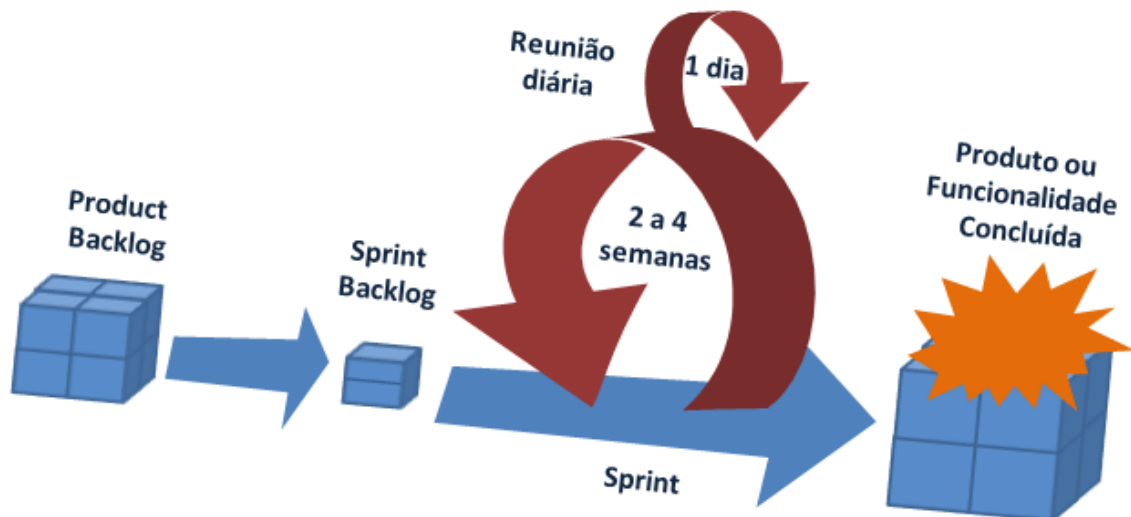 Product
Backlog
Sprint
Backlog
Reunião
diária
1 dia
2 a 4
semanas
Sprint
Produto ou
Funcionalidade
Concluída